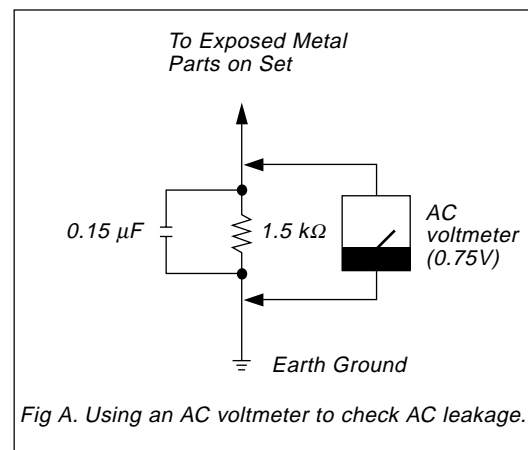 To Exposed Metal
Parts on Set
0.15 μF
1.5 kΩ
AC
voltmeter
(0.75V)
Earth Ground
Fig A. Using an AC voltmeter to check AC leakage.